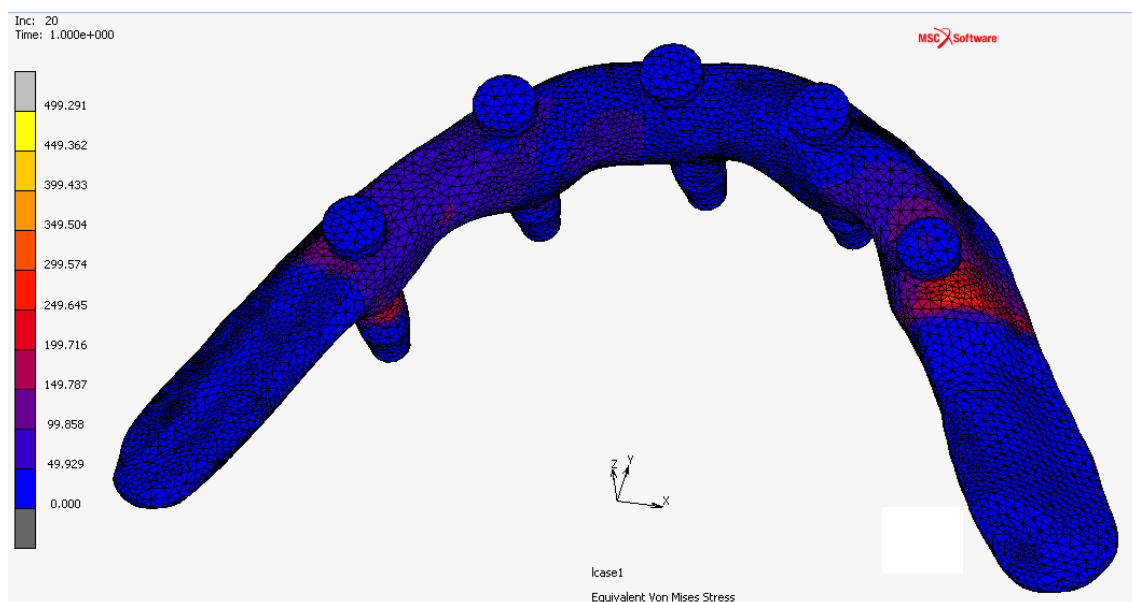 Inc: 20
Time: 1.000e+000
MSC Software
499.291
449.362
399.433
349.504
299.574
249.645
199.716
149.787
99.858
49.929
0.000
Z Y
X
lcase1
Equivalent Von Mises Stress